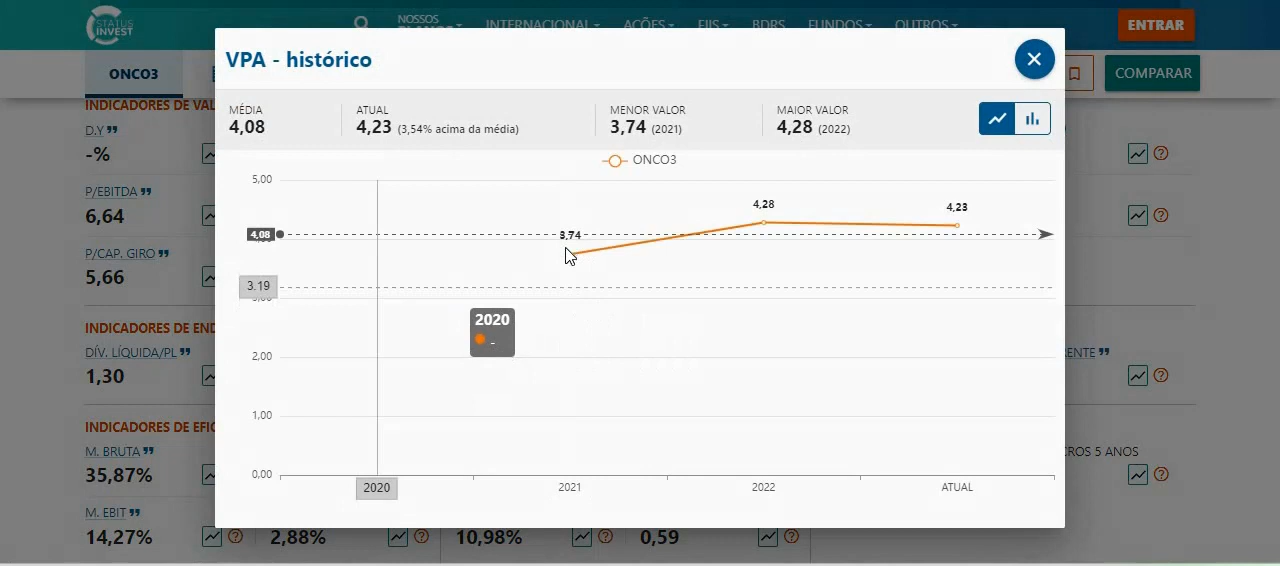 STATUS
INVEST
NOSSOS
INTERNACIONAL
AÇÕES
FIIS
BDRS
FUNDOS
OUTROS
ENTRAR
ONCO3
COMPARAR
VPA - histórico
MÉDIA
4,08
ATUAL
4,23 (3,54% acima da média)
MENOR VALOR
3,74 (2021)
MAIOR VALOR
4,28 (2022)
ONCO3
5,00
4,28
4,23
3,74
4,08
3.19
3,00
2020
-
2,00
1,00
0,00
2020
2021
2022
ATUAL
INDICADORES DE VAL
D.Y
-%
P/EBITDA
6,64
P/CAP. GIRO
5,66
INDICADORES DE END
DÍV. LÍQUIDA/PL
1,30
ENTE
INDICADORES DE EFIC
M. BRUTA
35,87%
CROS 5 ANOS
M. EBIT
14,27%
2,88%
10,98%
0,59